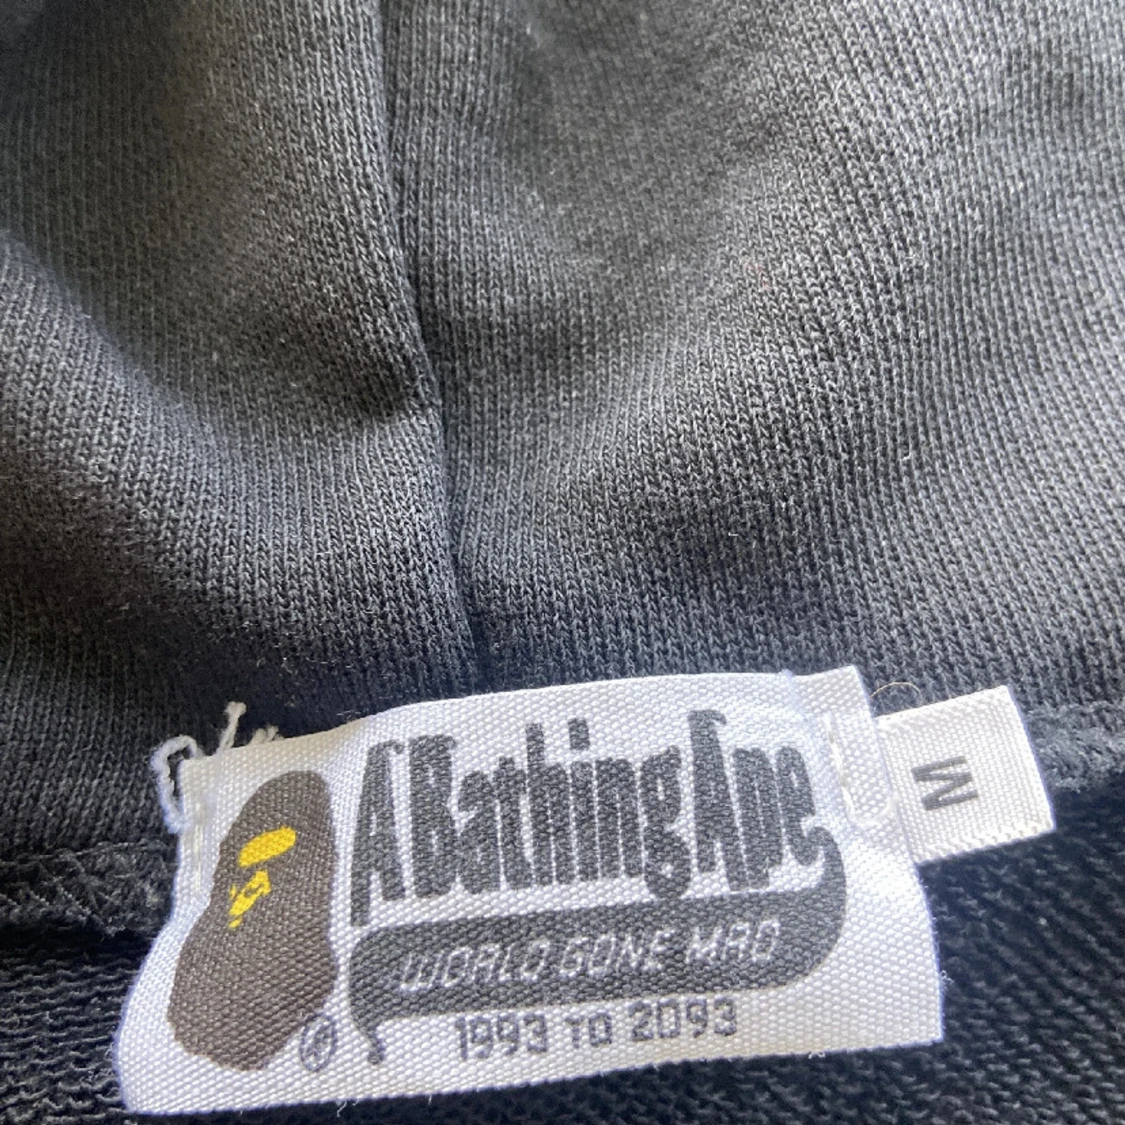 A Bathing Ape
WORLD GONE MAD
1993 TO 2093
®
M